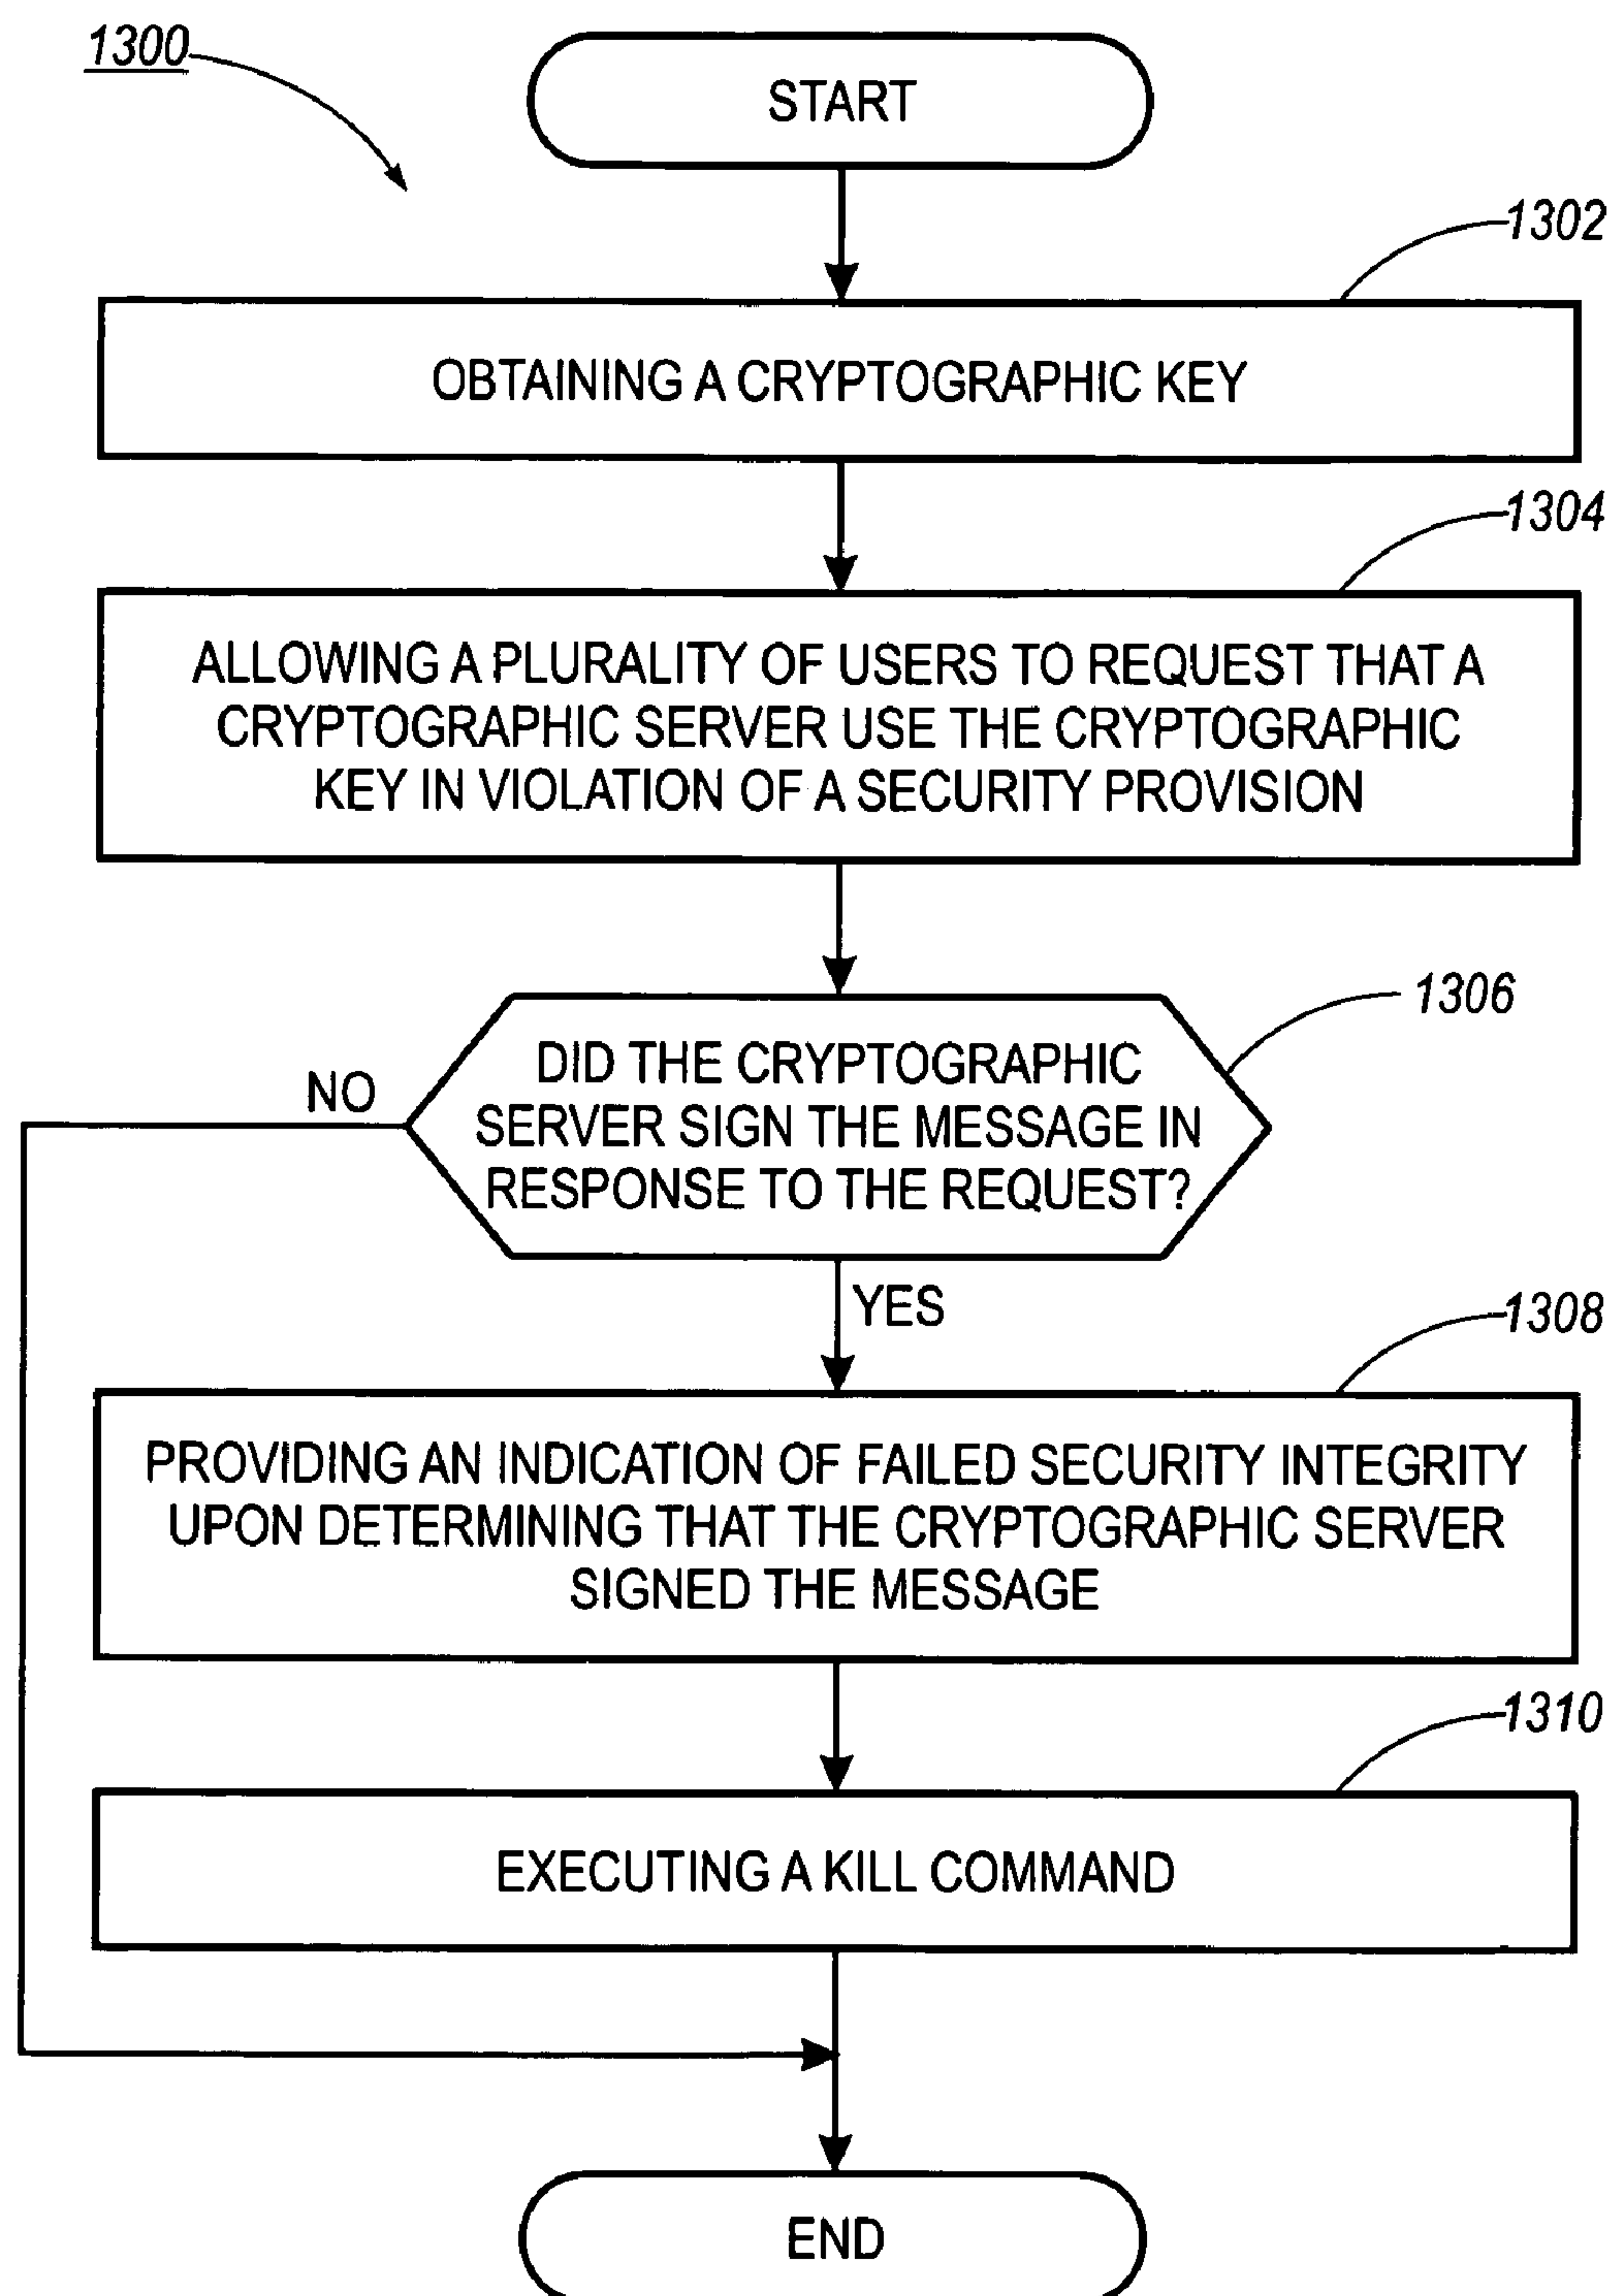 1300
START
1302
OBTAINING A CRYPTOGRAPHIC KEY
1304
ALLOWING A PLURALITY OF USERS TO REQUEST THAT A
CRYPTOGRAPHIC SERVER USE THE CRYPTOGRAPHIC
KEY IN VIOLATION OF A SECURITY PROVISION
1306
DID THE CRYPTOGRAPHIC
SERVER SIGN THE MESSAGE IN
RESPONSE TO THE REQUEST?
NO
YES
1308
PROVIDING AN INDICATION OF FAILED SECURITY INTEGRITY
UPON DETERMINING THAT THE CRYPTOGRAPHIC SERVER
SIGNED THE MESSAGE
1310
EXECUTING A KILL COMMAND
END